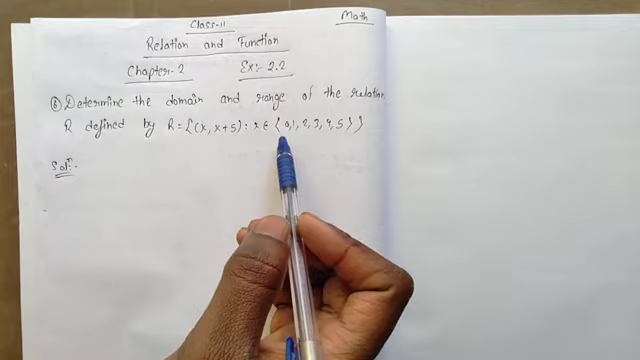 Class-11
Math
Relation and Function
Chapter-2 Ex:- 2.2
⑥ Determine the domain and range of the relation
R defined by R = {(x, x+5) : x ∈ {0,1, 2, 3, 4, 5}}
Solⁿ:-